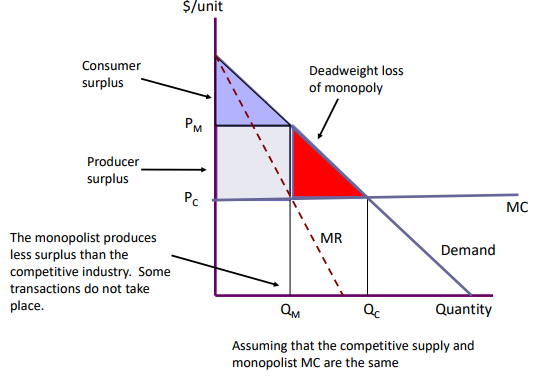 $/unit
Consumer
surplus
Deadweight loss
of monopoly
PM
Producer
surplus
PC
MC
The monopolist produces
less surplus than the
competitive industry.  Some
transactions do not take
place.
MR
Demand
QM
QC
Quantity
Assuming that the competitive supply and
monopolist MC are the same